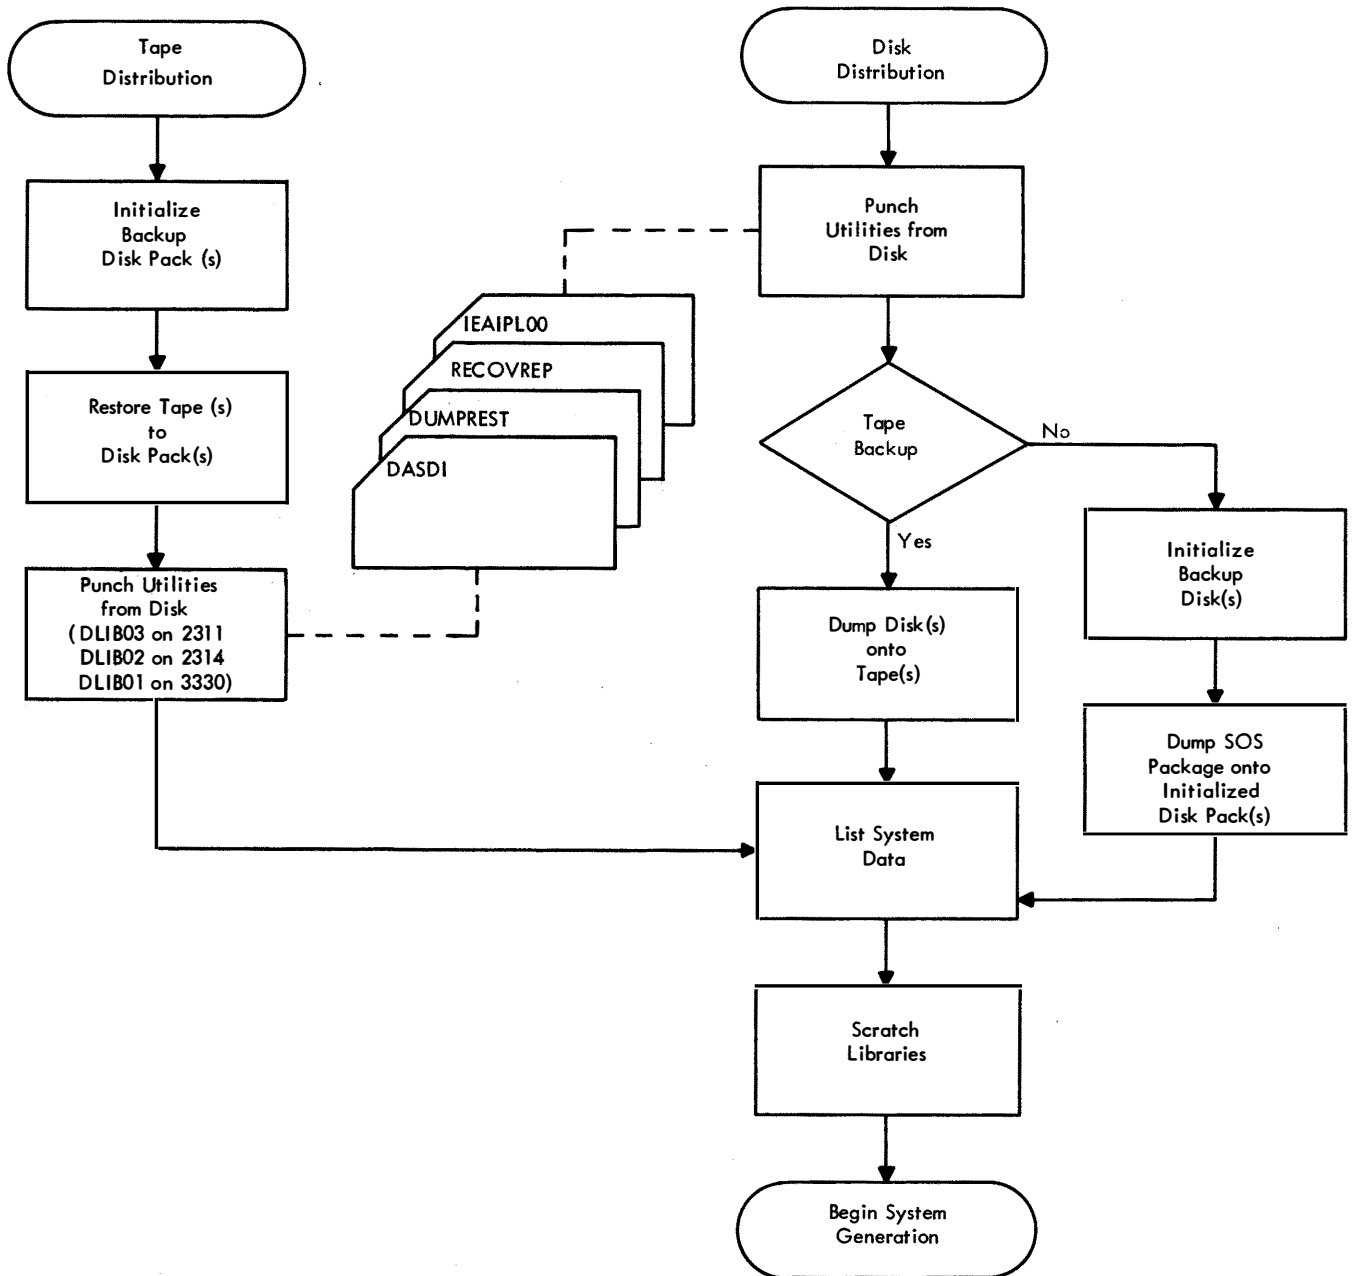 Tape
Distribution
Initialize
Backup
Disk Pack (s)
Restore Tape (s)
to
Disk Pack(s)
Punch Utilities
from Disk
( DLIB03 on 2311
DLIB02 on 2314
DLIB01 on 3330)
IEAIPL00
RECOVREP
DUMPREST
DASDI
Disk
Distribution
Punch
Utilities from
Disk
Tape
Backup
No
Yes
Dump Disk(s)
onto
Tape(s)
Initialize
Backup
Disk(s)
Dump SOS
Package onto
Initialized
Disk Pack(s)
List System
Data
Scratch
Libraries
Begin System
Generation